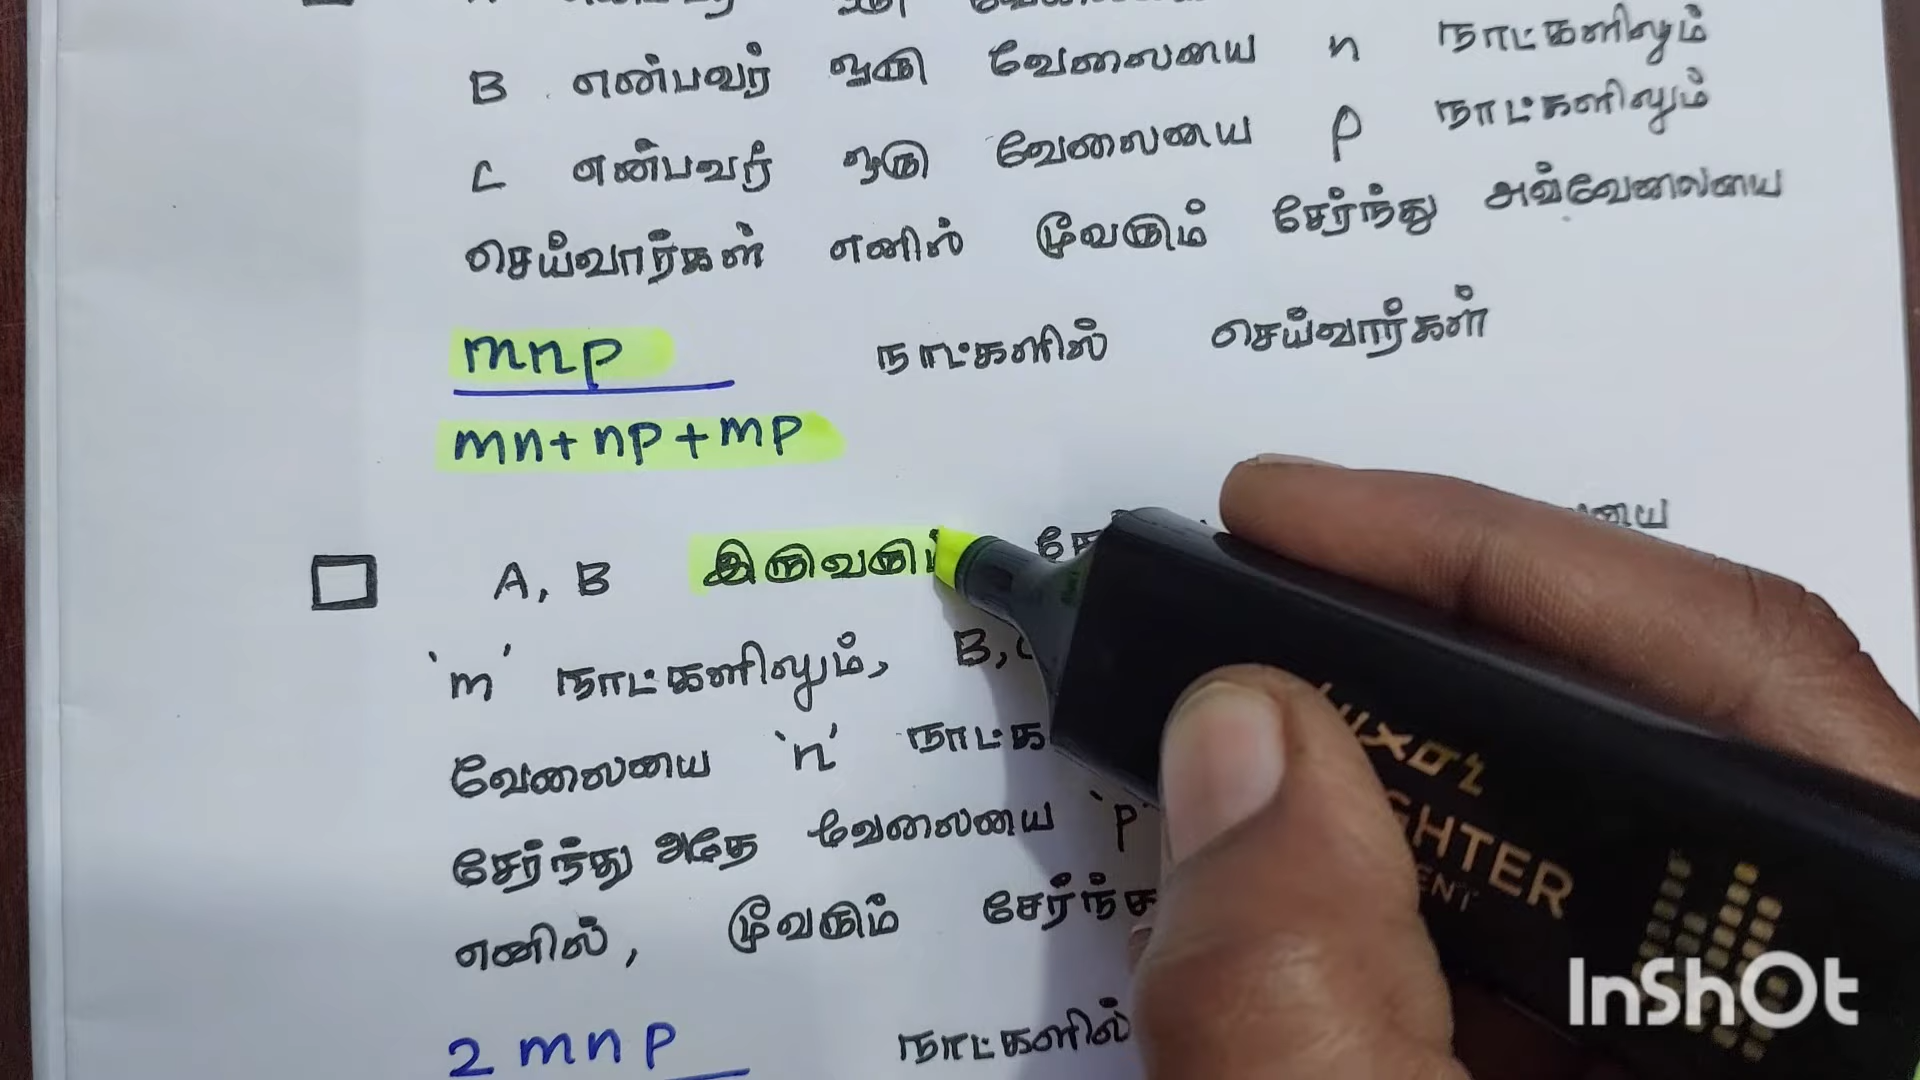 B என்பவர் ஒரு வேலையை n நாட்களிலும்
C என்பவர் ஒரு வேலையை p நாட்களிலும்
செய்வார்கள் எனில் மூவரும் சேர்ந்து அவ்வேலையை
mnp நாட்களில் செய்வார்கள்
mn+np+mp
A, B இருவரும்
'm' நாட்களிலும், B,
வேலையை 'n'
சேர்ந்து அதே வேலையை 'p'
எனில், மூவரும்
2mnp நாட்களில்
InShOt